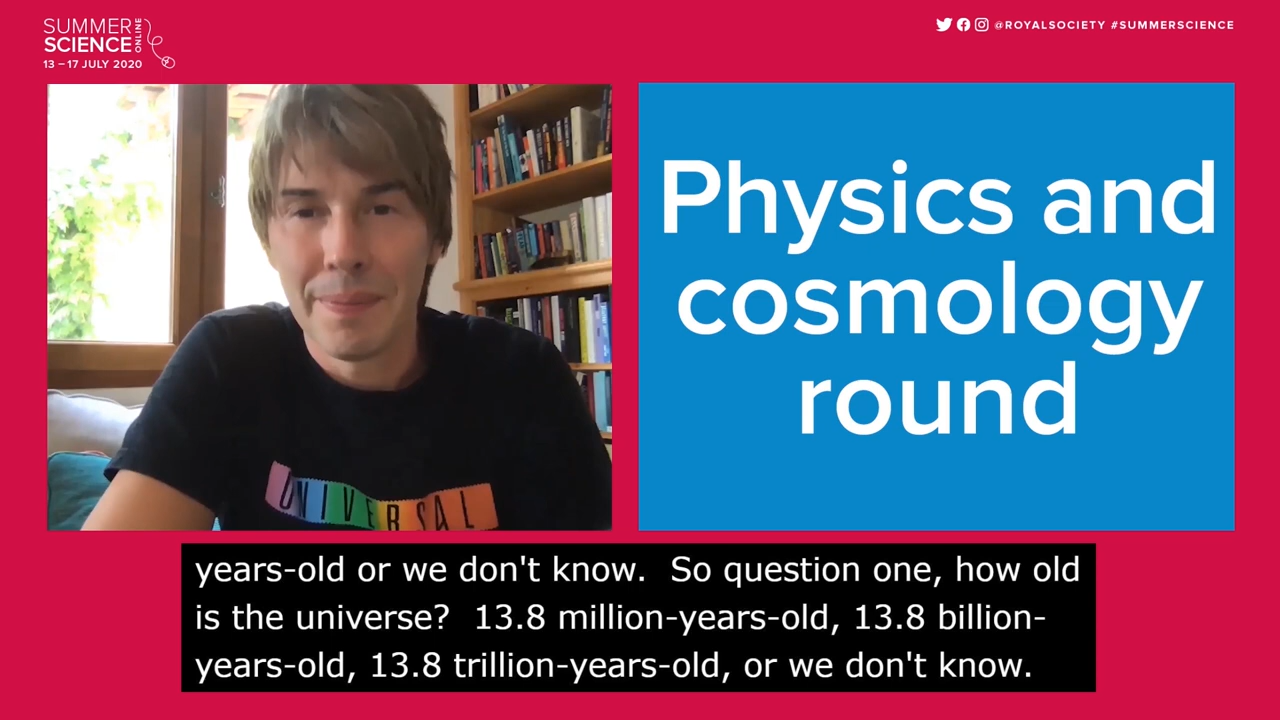 SUMMER
SCIENCE
ONLINE
13 – 17 JULY 2020
@ROYALSOCIETY #SUMMERSCIENCE
UNIVERSAL
Physics and
cosmology
round
years-old or we don't know.  So question one, how old
is the universe?  13.8 million-years-old, 13.8 billion-
years-old, 13.8 trillion-years-old, or we don't know.